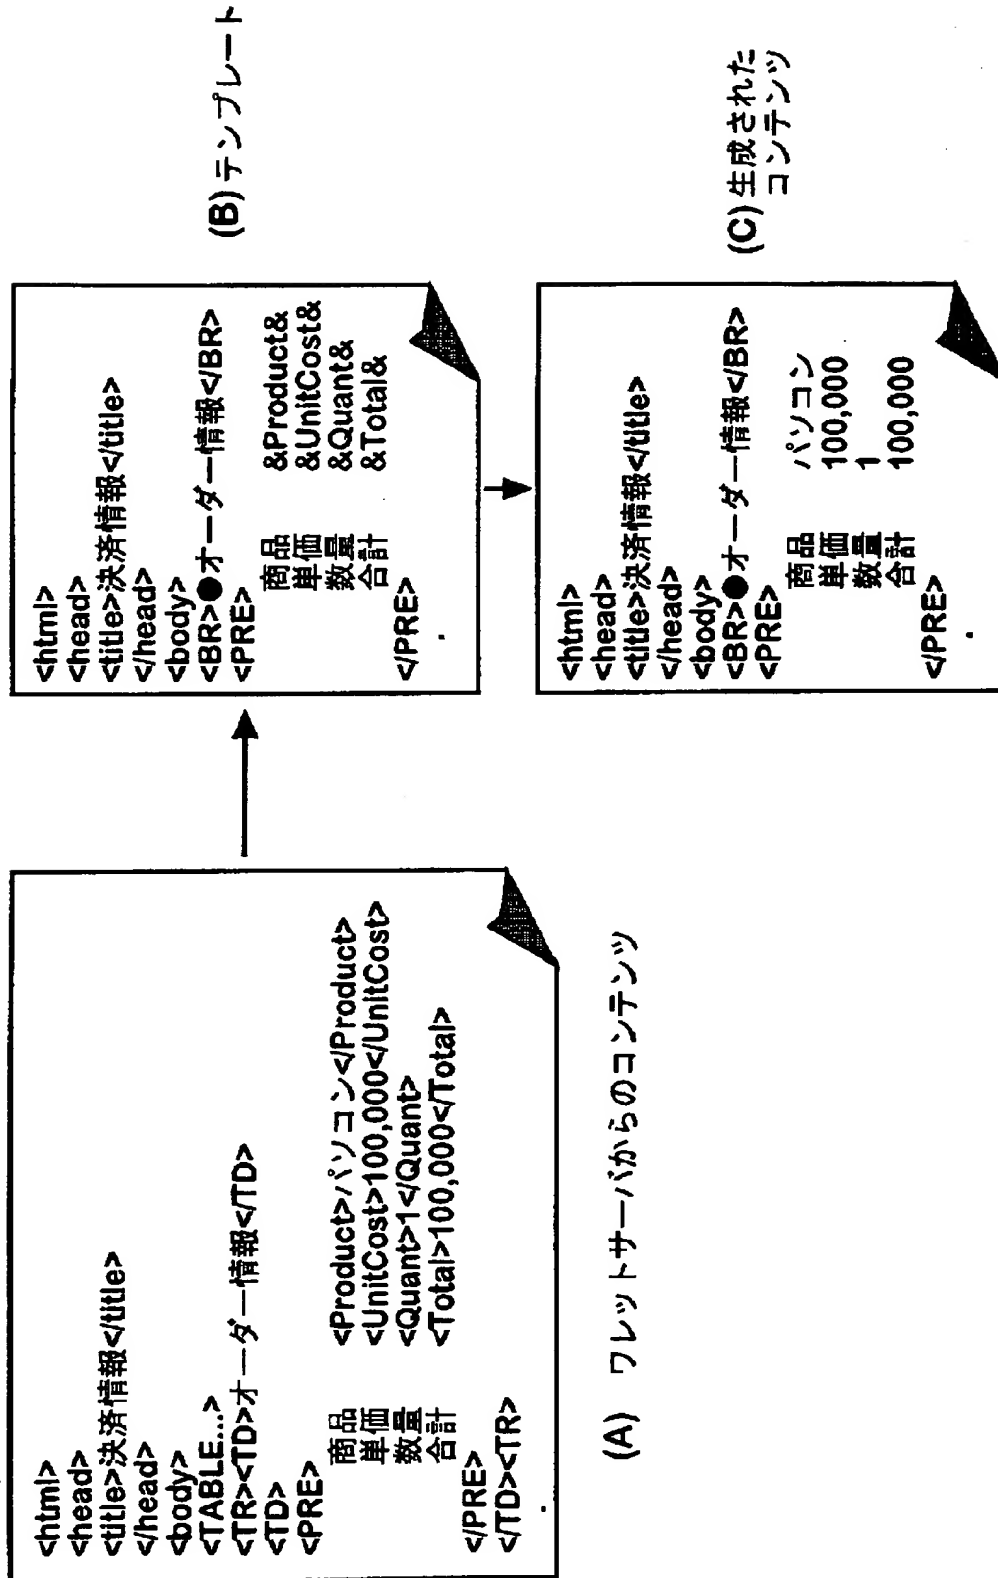 <html>
<head>
<title>決済情報</title>
</head>
<body>
<TABLE...>
<TR><TD>オーダー情報</TD>
<TD>
<PRE>
商品 <Product>パソコン</Product>
単価 <UnitCost>100,000</UnitCost>
数量 <Quant>1</Quant>
合計 <Total>100,000</Total>
</PRE>
</TD><TR>
(A) ワレットサーバからのコンテンツ
<html>
<head>
<title>決済情報</title>
</head>
<body>
<BR>●オーダー情報</BR>
<PRE>
商品 &Product&
単価 &UnitCost&
数量 &Quant&
合計 &Total&
</PRE>
(B) テンプレート
<html>
<head>
<title>決済情報</title>
</head>
<body>
<BR>●オーダー情報</BR>
<PRE>
商品 パソコン
単価 100,000
数量 1
合計 100,000
</PRE>
(C) 生成された
コンテンツ